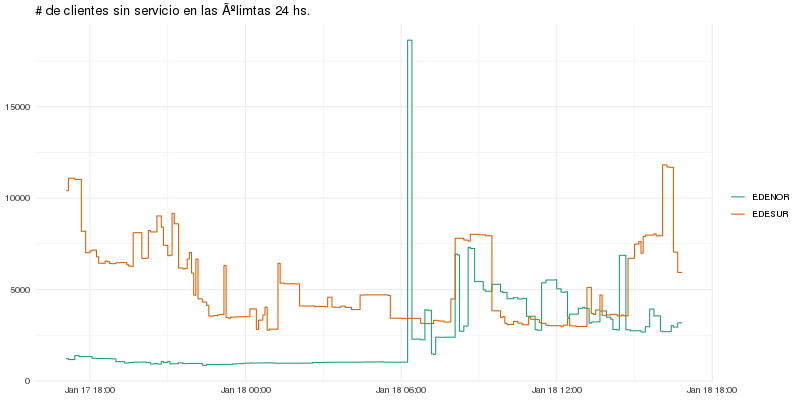 # de clientes sin servicio en las Ãºlimtas 24 hs.
15000
10000
5000
0
Jan 17 18:00
Jan 18 00:00
Jan 18 06:00
Jan 18 12:00
Jan 18 18:00
EDENOR
EDESUR